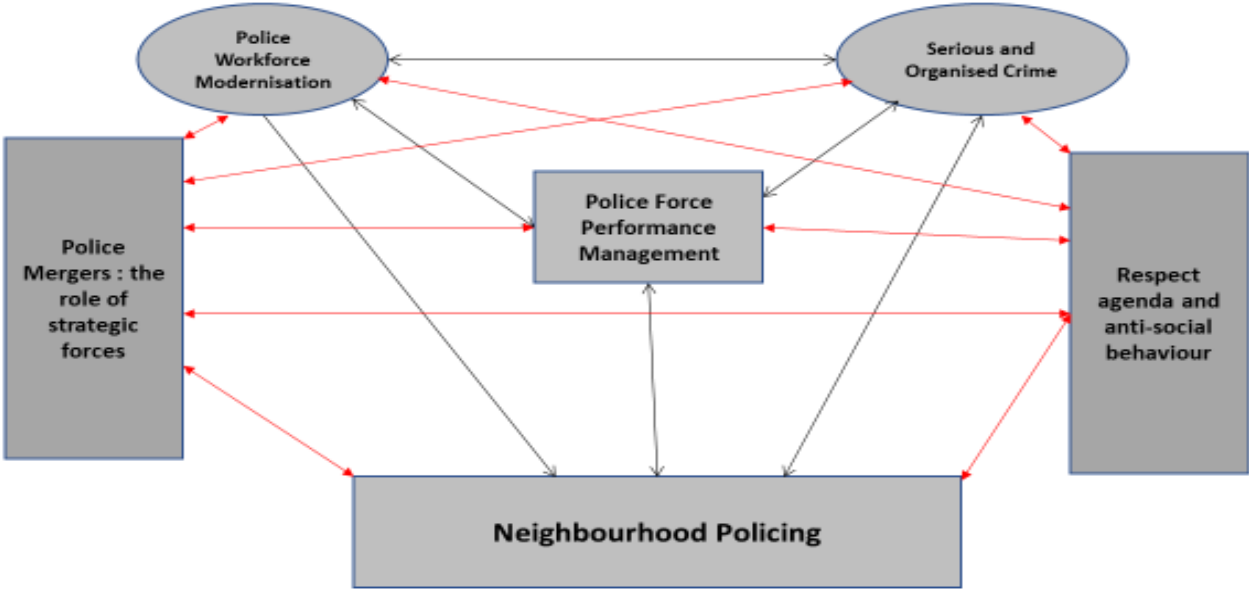 Police
Workforce
Modernisation
Serious and
Organised Crime
Police Force
Performance
Management
Police
Mergers : the
role of
strategic
forces
Respect
agenda and
anti-social
behaviour
Neighbourhood Policing